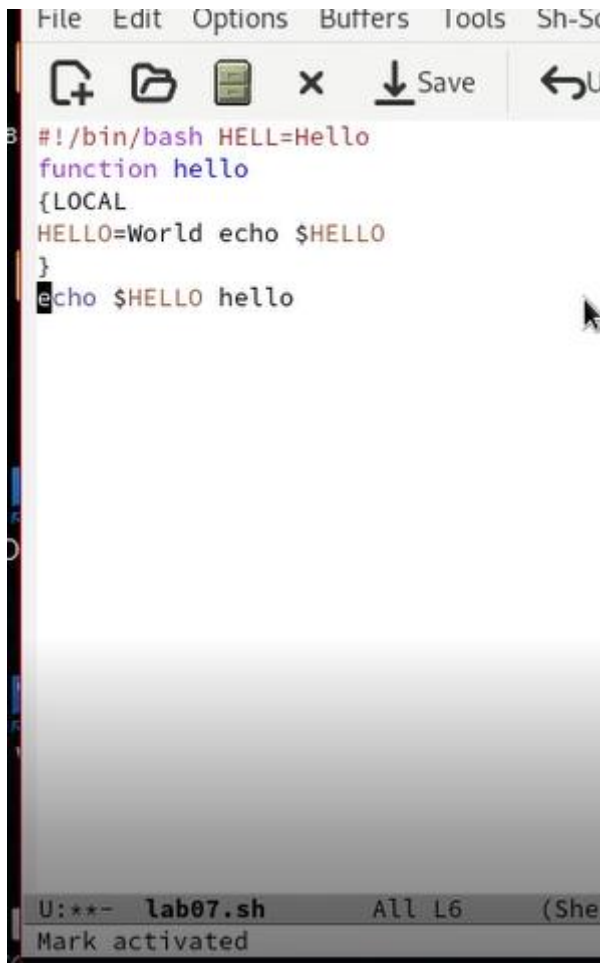 File Edit Options Buffers Tools Sh-Sc
Save U
#!/bin/bash HELL=Hello
function hello
{LOCAL
HELLO=World echo $HELLO
}
echo $HELLO hello
U:**- lab07.sh All L6 (She
Mark activated